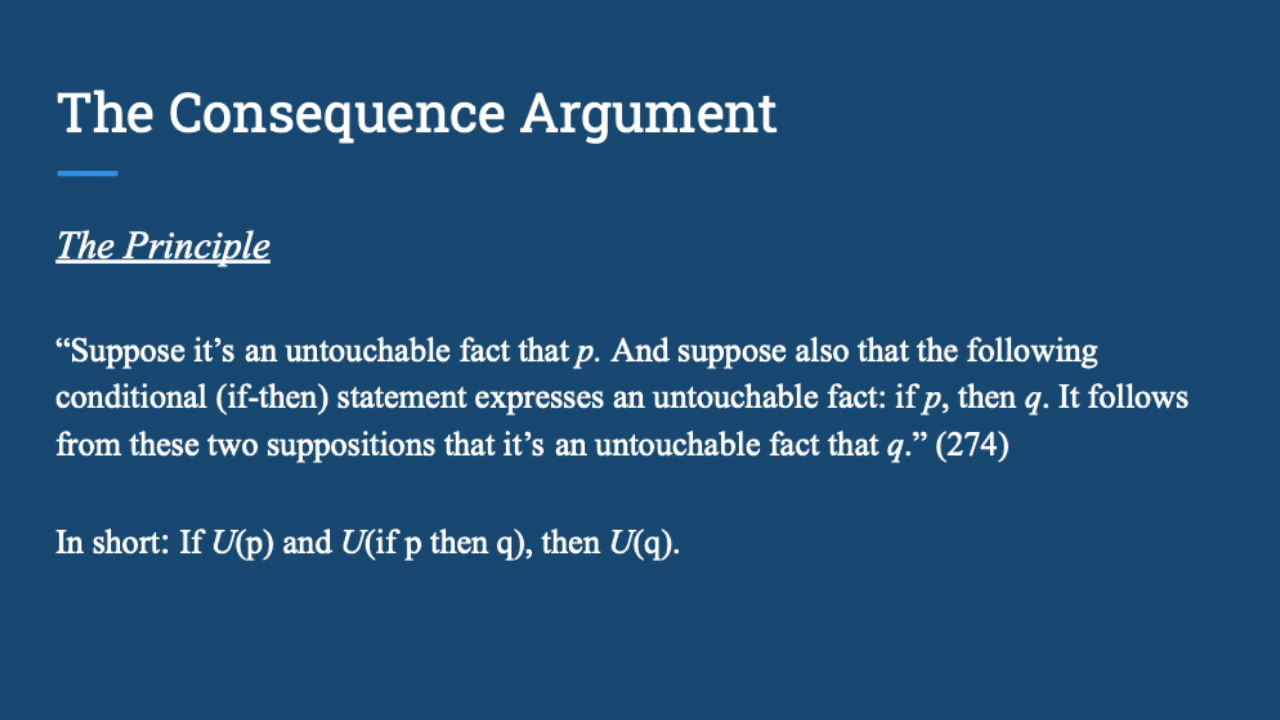 The Consequence Argument
The Principle
“Suppose it’s an untouchable fact that p. And suppose also that the following
conditional (if-then) statement expresses an untouchable fact: if p, then q. It follows
from these two suppositions that it’s an untouchable fact that q.” (274)
In short: If U(p) and U(if p then q), then U(q).